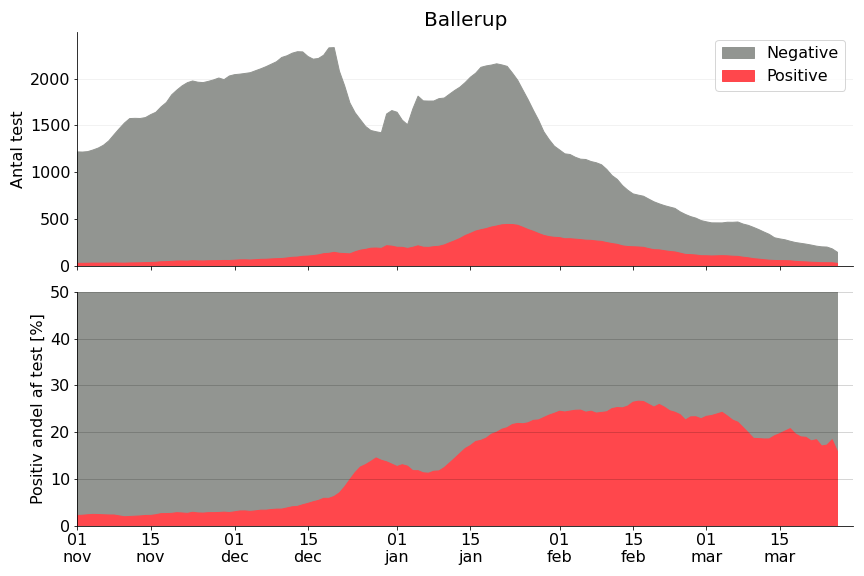 Ballerup
Antal test
2000
1500
1000
500
0
Negative
Positive
Positiv andel af test [%]
50
40
30
20
10
0
01 15 01 15 01 15 01 15 01 15
nov nov dec dec jan jan feb feb mar mar